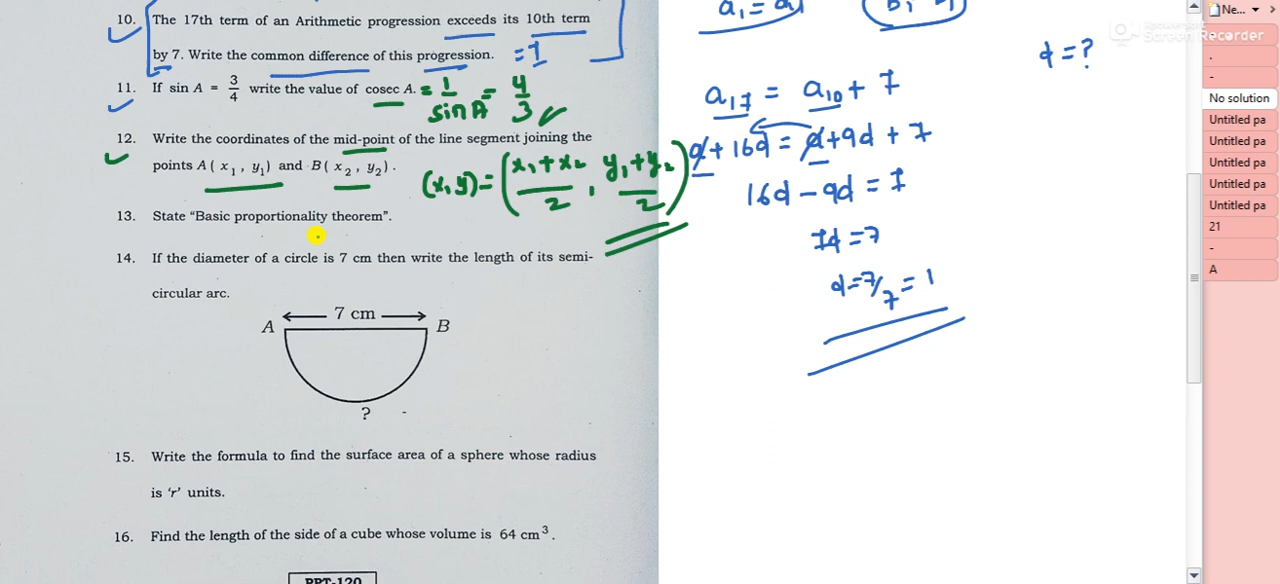 10. The 17th term of an Arithmetic progression exceeds its 10th term
by 7. Write the common difference of this progression. = 1
11. If sin A = 3/4 write the value of cosec A. = 1/sin A = 4/3
12. Write the coordinates of the mid-point of the line segment joining the
points A ( x₁ , y₁) and B ( x₂ , y₂) . (x, y) = (x₁ + x₂ / 2 , y₁ + y₂ / 2)
13. State “Basic proportionality theorem”.
14. If the diameter of a circle is 7 cm then write the length of its semi-
circular arc.
7 cm
A B
?
15. Write the formula to find the surface area of a sphere whose radius
is ‘r’ units.
16. Find the length of the side of a cube whose volume is 64 cm³ .
RPT-120
d = ?
a₁₇ = a₁₀ + 7
a + 16d = a + 9d + 7
16d – 9d = 7
7d = 7
d = 7/7 = 1
Screen Recorder
Ne...
-
.
-
No solution
Untitled pa
Untitled pa
Untitled pa
Untitled pa
Untitled pa
21
-
A